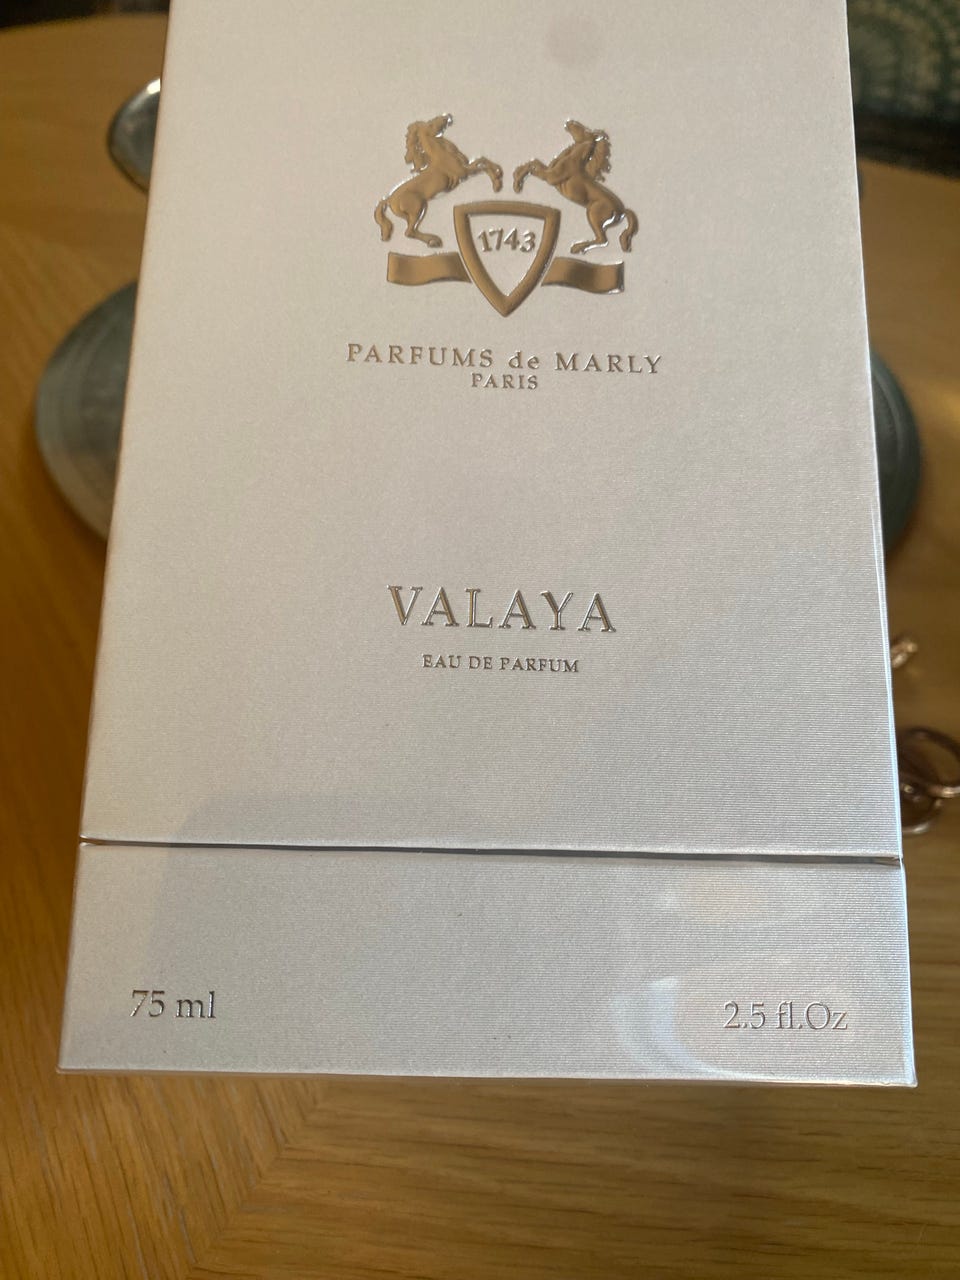 1743
PARFUMS de MARLY
PARIS
VALAYA
EAU DE PARFUM
75 ml
2.5 fl.Oz